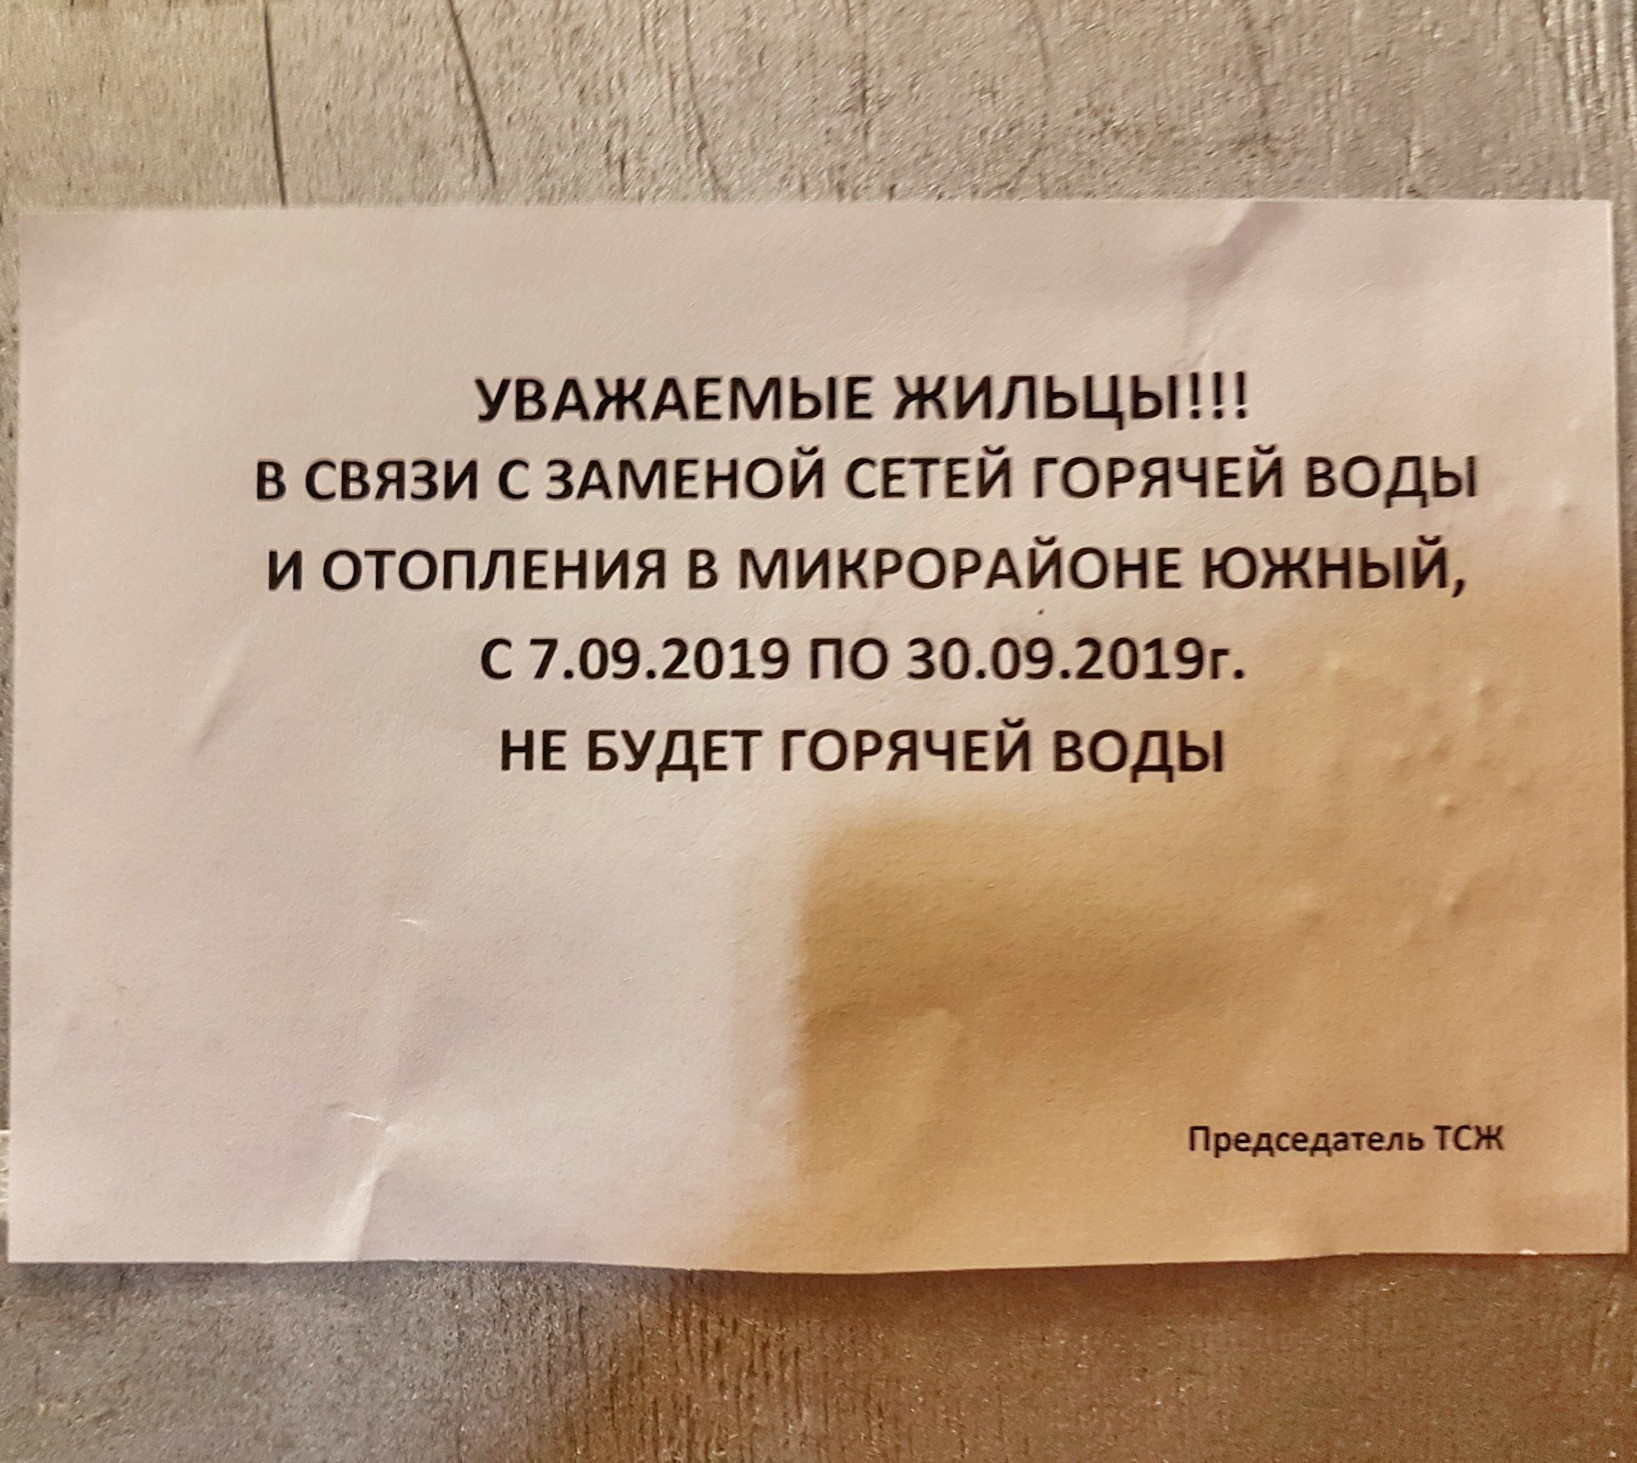 УВАЖАЕМЫЕ ЖИЛЬЦЫ!!!
В СВЯЗИ С ЗАМЕНОЙ СЕТЕЙ ГОРЯЧЕЙ ВОДЫ
И ОТОПЛЕНИЯ В МИКРОРАЙОНЕ ЮЖНЫЙ,
С 7.09.2019 ПО 30.09.2019г.
НЕ БУДЕТ ГОРЯЧЕЙ ВОДЫ
Председатель ТСЖ